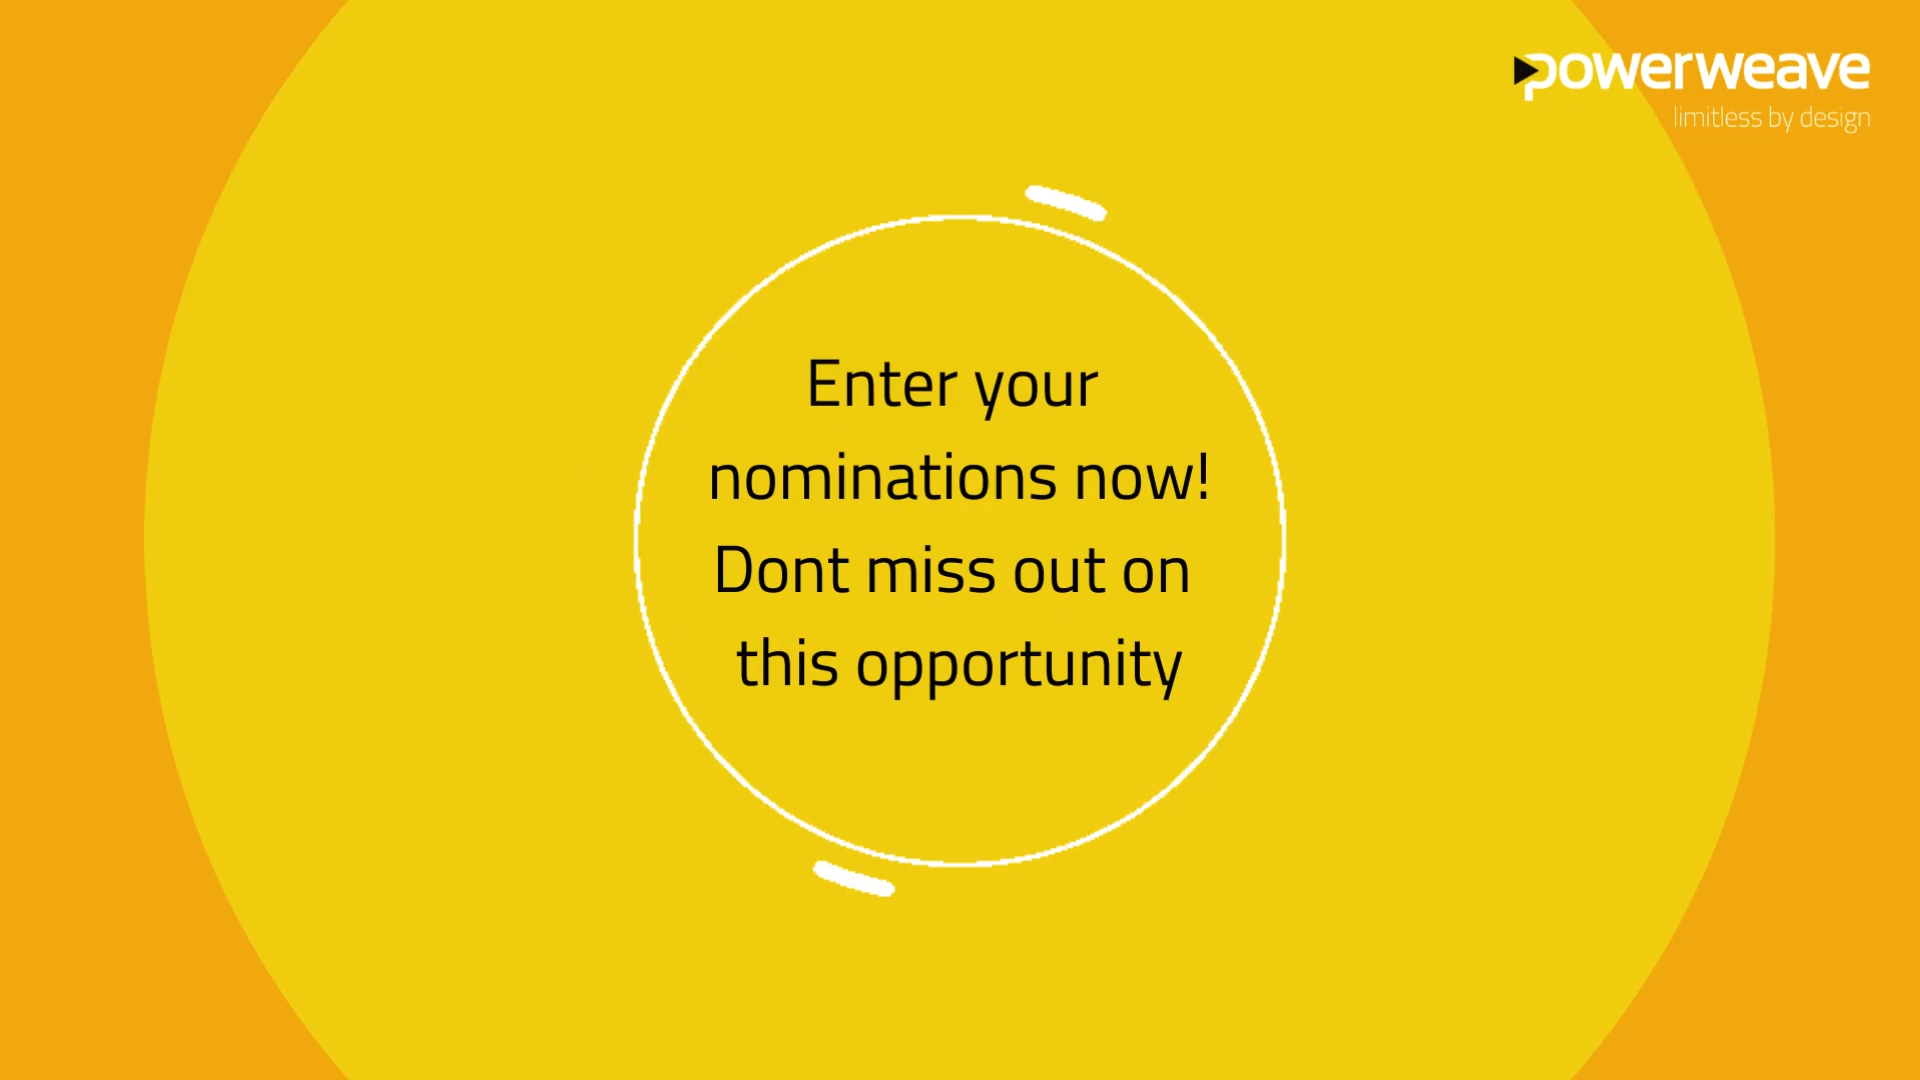 powerweave
limitless by design
Enter your
nominations now!
Dont miss out on
this opportunity